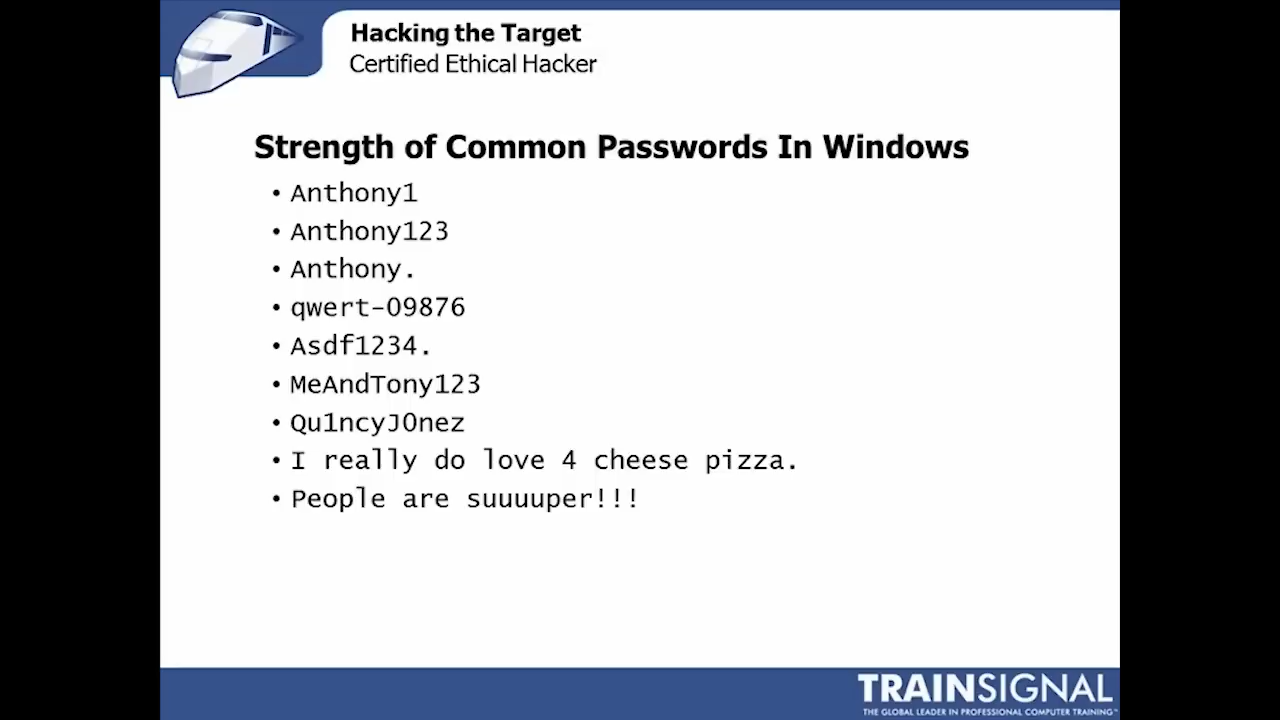 Hacking the Target
Certified Ethical Hacker
Strength of Common Passwords In Windows
• Anthony1
• Anthony123
• Anthony.
• qwert-09876
• Asdf1234.
• MeAndTony123
• Qu1ncyJ0nez
• I really do love 4 cheese pizza.
• People are suuuuper!!!
TRAINSIGNAL
THE GLOBAL LEADER IN PROFESSIONAL COMPUTER TRAINING™